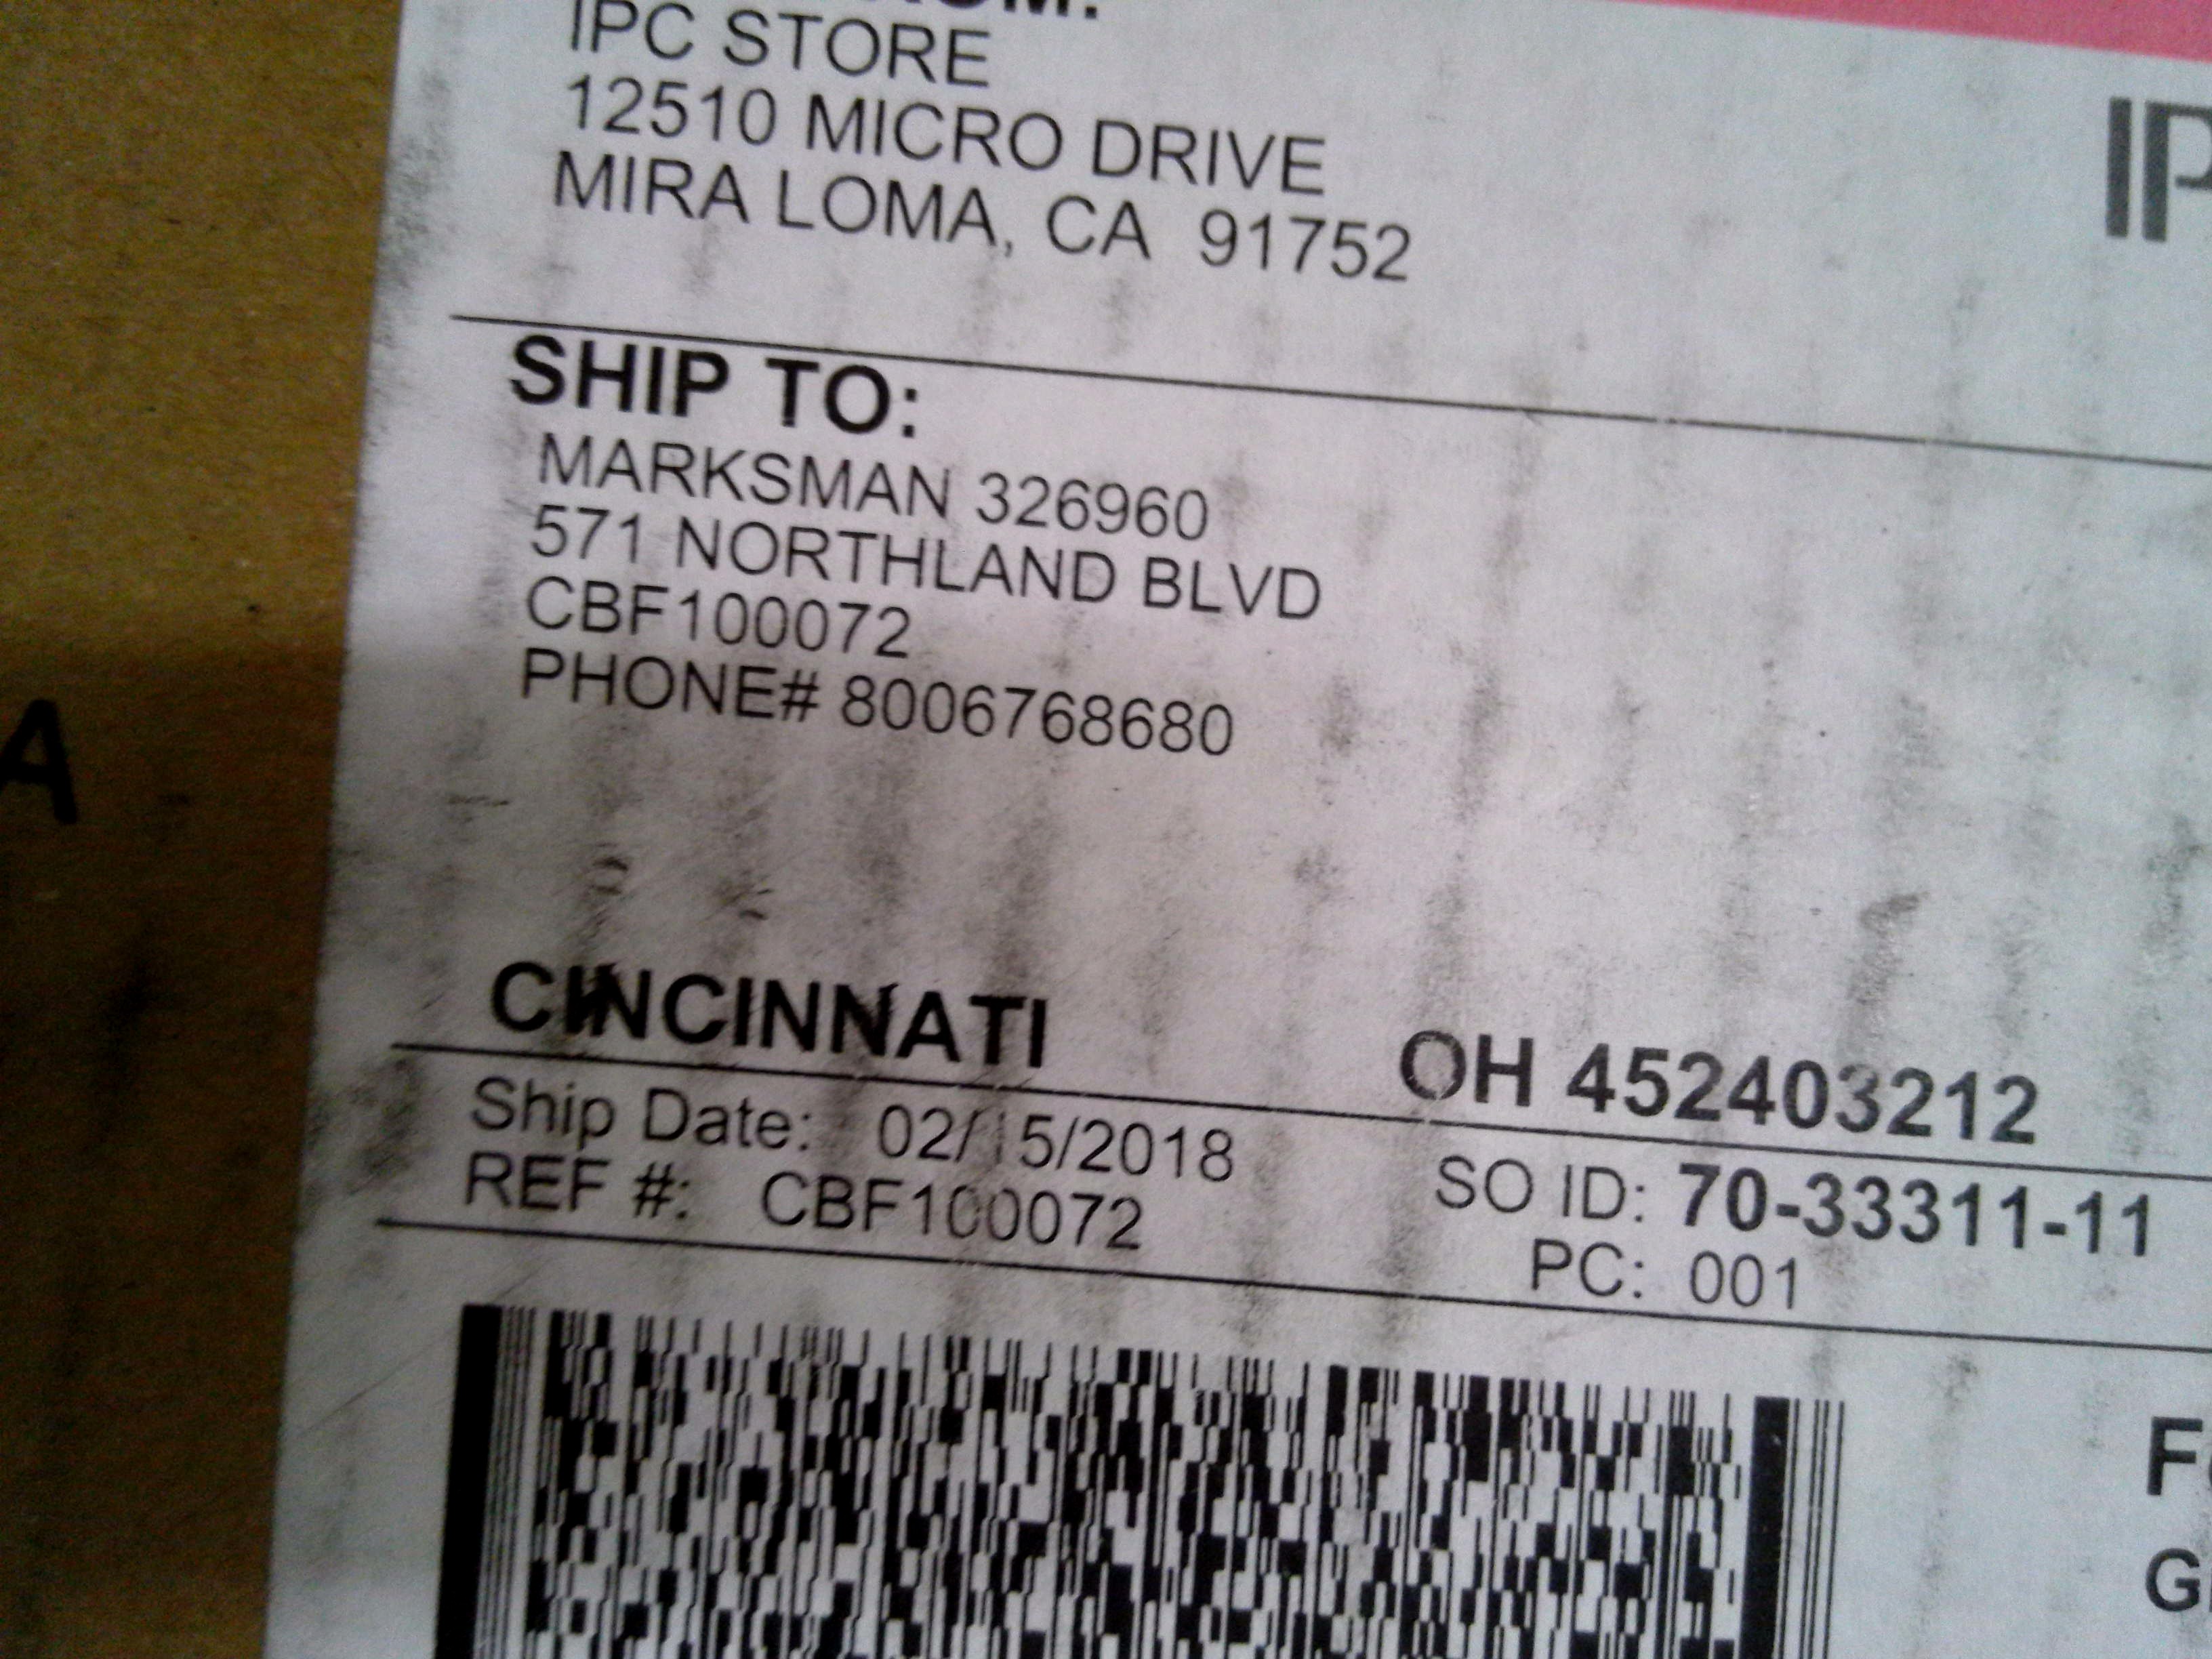 IPC STORE
12510 MICRO DRIVE
MIRA LOMA, CA 91752
IP
SHIP TO:
MARKSMAN 326960
571 NORTHLAND BLVD
CBF100072
PHONE# 8006768680
A
CINCINNATI
OH 452403212
Ship Date: 02/15/2018
SO ID: 70-33311-11
REF #: CBF100072
PC: 001
F
G